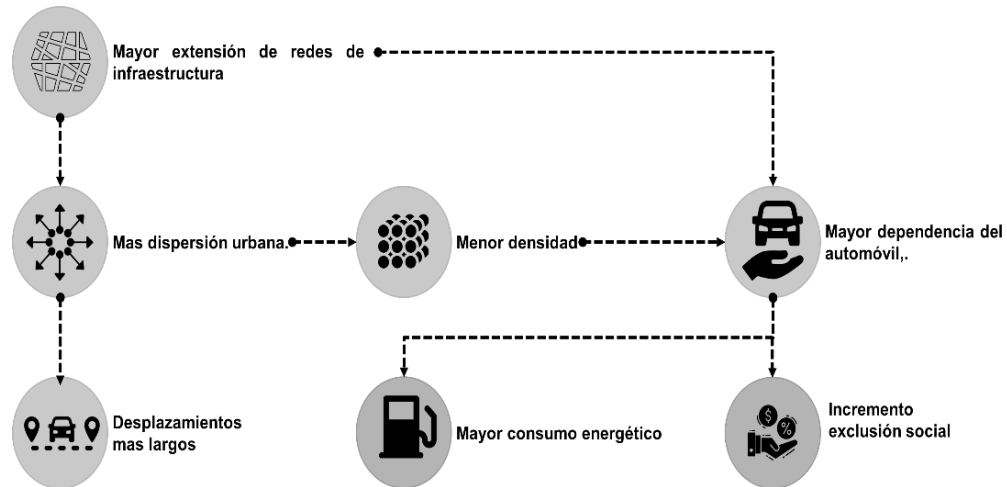 Mayor extensión de redes de
infraestructura
Mas dispersión urbana.
Menor densidad
Mayor dependencia del
automóvil,.
Desplazamientos
mas largos
Mayor consumo energético
Incremento
exclusión social
$
%